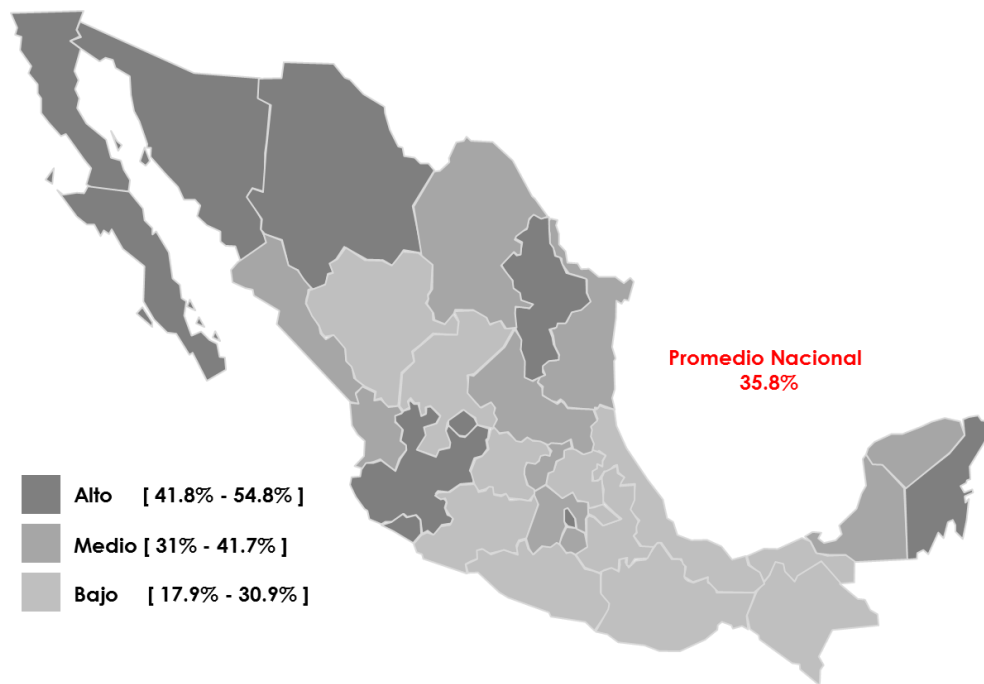 Promedio Nacional
35.8%
Alto [ 41.8% - 54.8% ]
Medio [ 31% - 41.7% ]
Bajo [ 17.9% - 30.9% ]